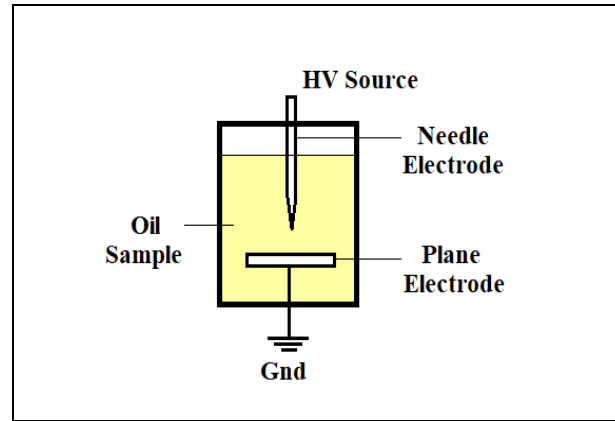 HV Source
Needle
Electrode
Oil
Sample
Plane
Electrode
Gnd